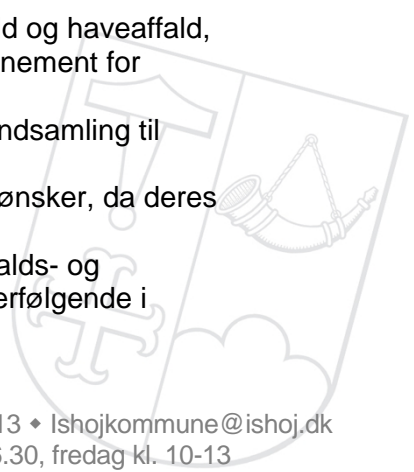 d og haveaffald,
nement for
ndsamling til
ønsker, da deres
alds- og
erfølgende i
13 ♦ Ishojkommune@ishoj.dk
6.30, fredag kl. 10-13